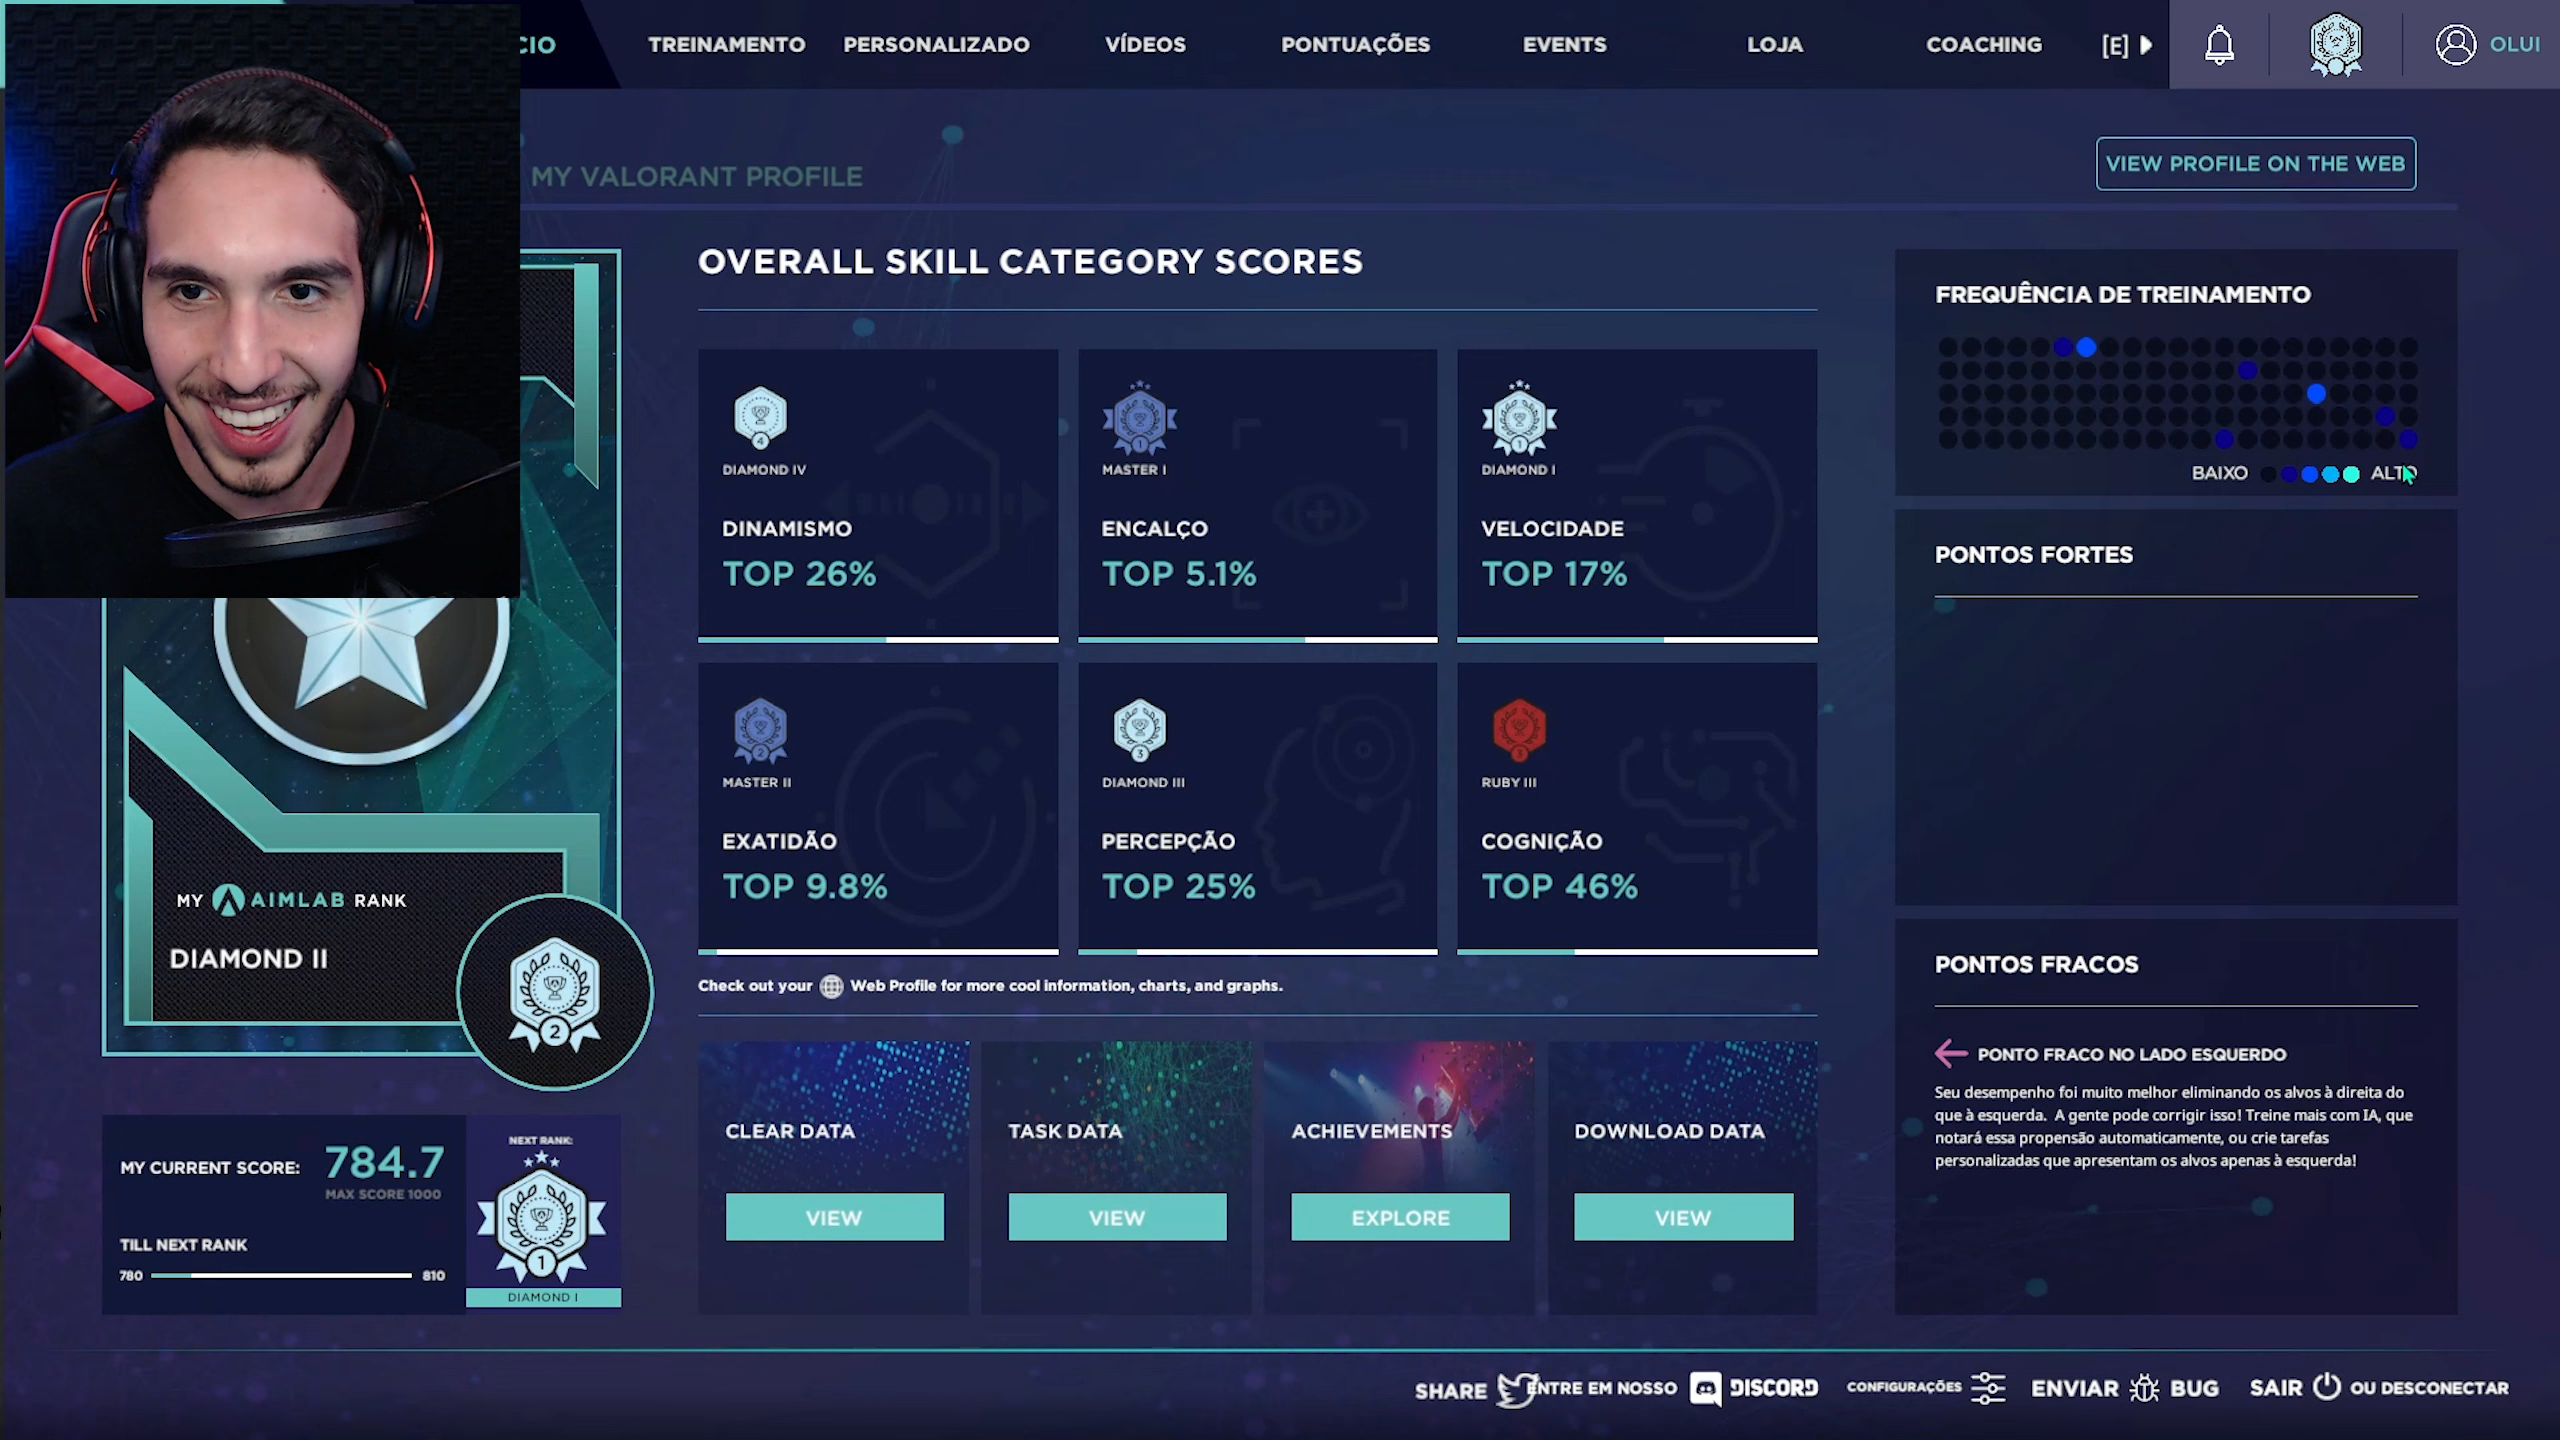 CIO
TREINAMENTO
PERSONALIZADO
VÍDEOS
PONTUAÇÕES
EVENTS
LOJA
COACHING
[E]
OLUI
MY VALORANT PROFILE
VIEW PROFILE ON THE WEB
OVERALL SKILL CATEGORY SCORES
4
DIAMOND IV
DINAMISMO
TOP 26%
1
MASTER I
ENCALÇO
TOP 5.1%
1
DIAMOND I
VELOCIDADE
TOP 17%
2
MASTER II
EXATIDÃO
TOP 9.8%
3
DIAMOND III
PERCEPÇÃO
TOP 25%
3
RUBY III
COGNIÇÃO
TOP 46%
Check out your Web Profile for more cool information, charts, and graphs.
CLEAR DATA
VIEW
TASK DATA
VIEW
ACHIEVEMENTS
EXPLORE
DOWNLOAD DATA
VIEW
MY AIMLAB RANK
DIAMOND II
2
MY CURRENT SCORE: 784.7
MAX SCORE 1000
TILL NEXT RANK
780 810
NEXT RANK:
1
DIAMOND I
FREQUÊNCIA DE TREINAMENTO
BAIXO ALTO
PONTOS FORTES
PONTOS FRACOS
PONTO FRACO NO LADO ESQUERDO
Seu desempenho foi muito melhor eliminando os alvos à direita do
que à esquerda. A gente pode corrigir isso! Treine mais com IA, que
notará essa propensão automaticamente, ou crie tarefas
personalizadas que apresentam os alvos apenas à esquerda!
SHARE
ENTRE EM NOSSO DISCORD
CONFIGURAÇÕES
ENVIAR BUG
SAIR OU DESCONECTAR